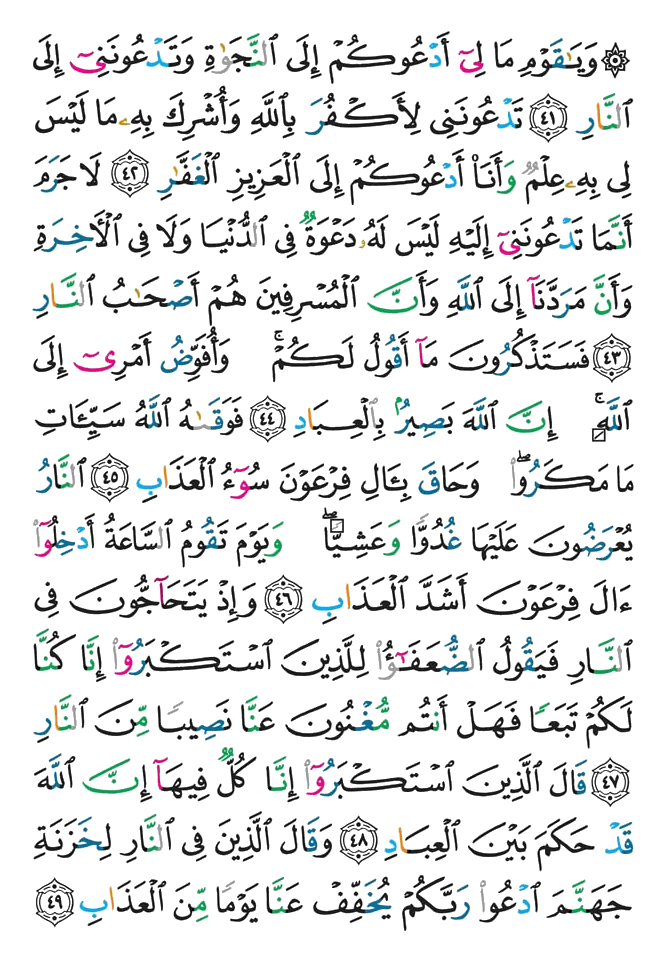 ۞ وَيَٰقَوْمِ مَا لِىٓ أَدْعُوكُمْ إِلَى ٱلنَّجَوٰةِ وَتَدْعُونَنِىٓ إِلَى
ٱلنَّارِ ٤١ تَدْعُونَنِى لِأَكْفُرَ بِٱللَّهِ وَأُشْرِكَ بِهِۦ مَا لَيْسَ
لِى بِهِۦ عِلْمٌ وَأَنَا۠ أَدْعُوكُمْ إِلَى ٱلْعَزِيزِ ٱلْغَفَّٰرِ ٤٢ لَا جَرَمَ
أَنَّمَا تَدْعُونَنِىٓ إِلَيْهِ لَيْسَ لَهُۥ دَعْوَةٌ فِى ٱلدُّنْيَا وَلَا فِى ٱلْـَٔاخِرَةِ
وَأَنَّ مَرَدَّنَآ إِلَى ٱللَّهِ وَأَنَّ ٱلْمُسْرِفِينَ هُمْ أَصْحَٰبُ ٱلنَّارِ
٤٣ فَسَتَذْكُرُونَ مَآ أَقُولُ لَكُمْ ۚ وَأُفَوِّضُ أَمْرِىٓ إِلَى
ٱللَّهِ ۚ إِنَّ ٱللَّهَ بَصِيرٌۢ بِٱلْعِبَادِ ٤٤ فَوَقَىٰهُ ٱللَّهُ سَيِّـَٔاتِ
مَا مَكَرُوا۟ ۖ وَحَاقَ بِـَٔالِ فِرْعَوْنَ سُوٓءُ ٱلْعَذَابِ ٤٥ ٱلنَّارُ
يُعْرَضُونَ عَلَيْهَا غُدُوًّا وَعَشِيًّا ۖ وَيَوْمَ تَقُومُ ٱلسَّاعَةُ أَدْخِلُوٓا۟
ءَالَ فِرْعَوْنَ أَشَدَّ ٱلْعَذَابِ ٤٦ وَإِذْ يَتَحَآجُّونَ فِى
ٱلنَّارِ فَيَقُولُ ٱلضُّعَفَٰٓؤُا۟ لِلَّذِينَ ٱسْتَكْبَرُوٓا۟ إِنَّا كُنَّا
لَكُمْ تَبَعًا فَهَلْ أَنتُم مُّغْنُونَ عَنَّا نَصِيبًا مِّنَ ٱلنَّارِ
٤٧ قَالَ ٱلَّذِينَ ٱسْتَكْبَرُوٓا۟ إِنَّا كُلٌّ فِيهَآ إِنَّ ٱللَّهَ
قَدْ حَكَمَ بَيْنَ ٱلْعِبَادِ ٤٨ وَقَالَ ٱلَّذِينَ فِى ٱلنَّارِ لِخَزَنَةِ
جَهَنَّمَ ٱدْعُوا۟ رَبَّكُمْ يُخَفِّفْ عَنَّا يَوْمًا مِّنَ ٱلْعَذَابِ ٤٩